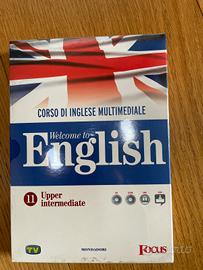 CORSO DI INGLESE MULTIMEDIALE
Welcome to
English
11 Upper
intermediate
TV
MONDADORI
Focus